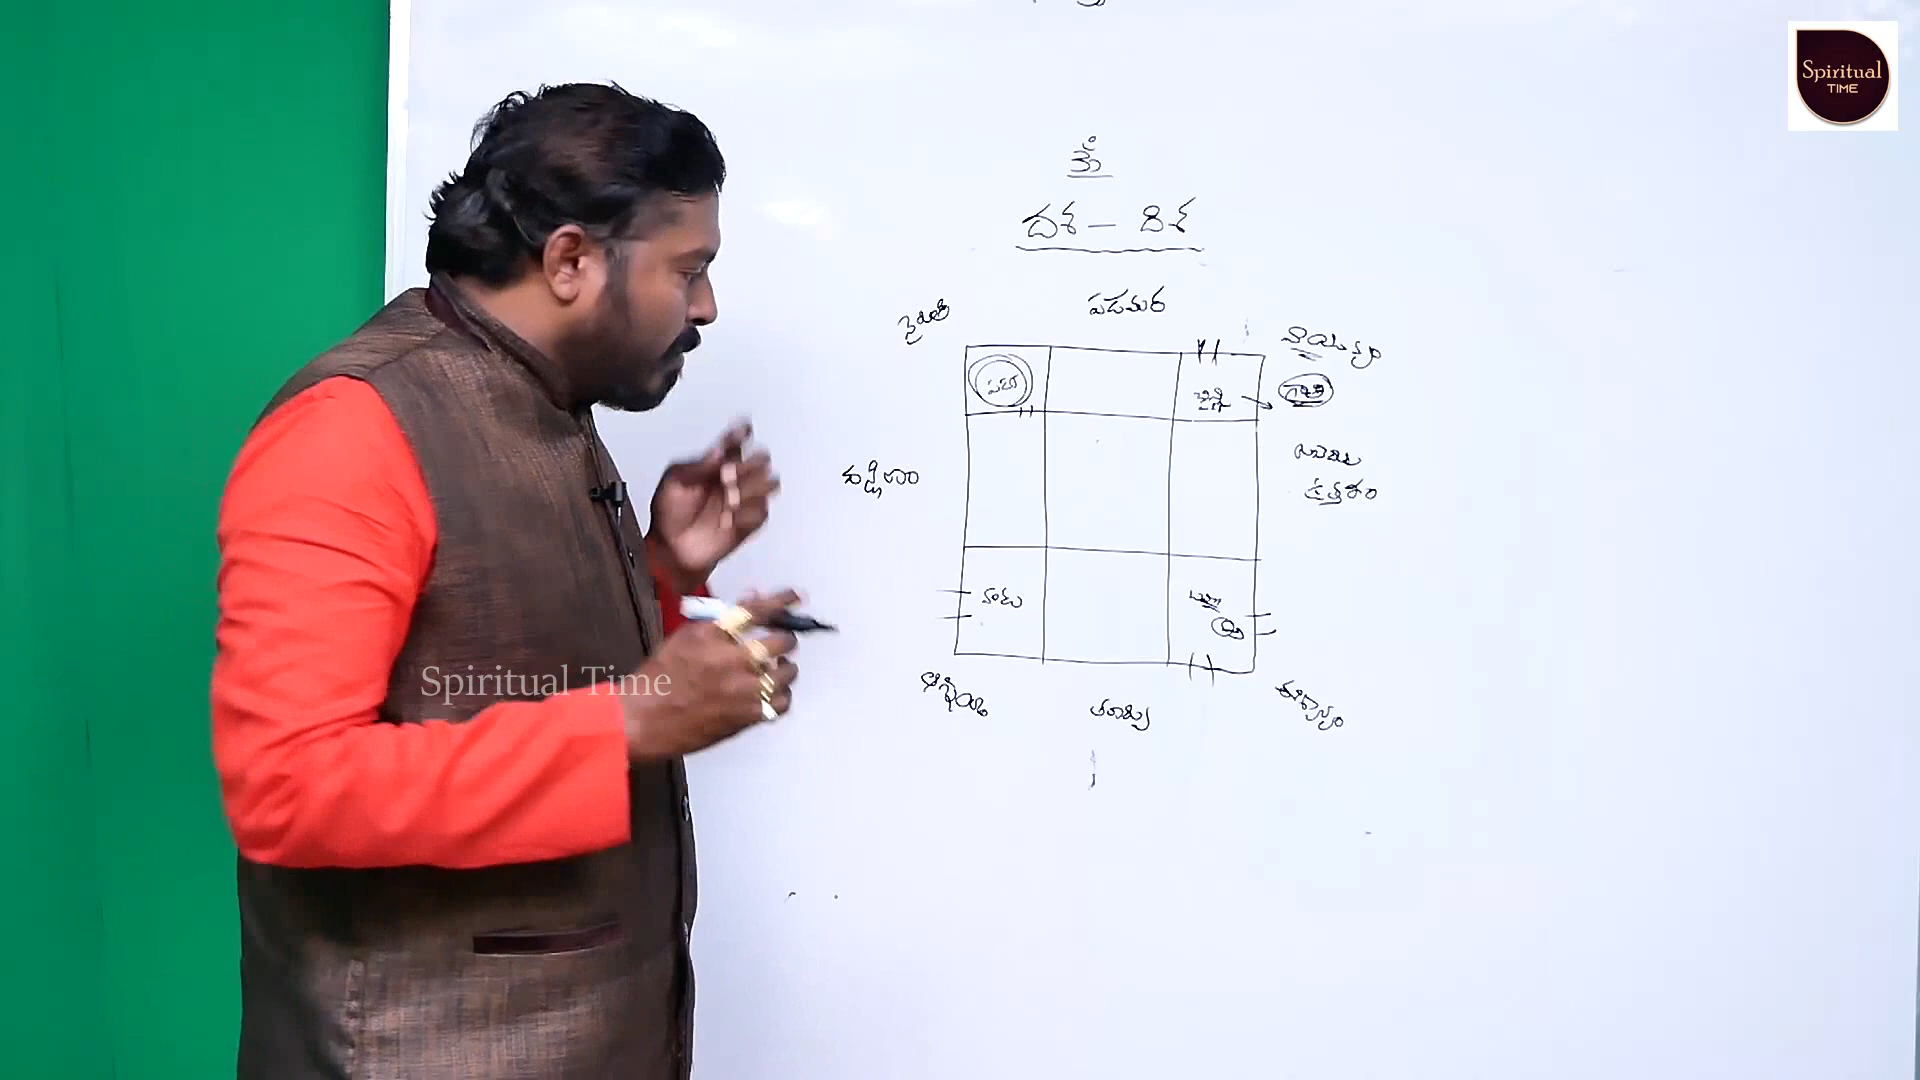 Spiritual
TIME
దశ - దిశ
పడమర
నైరుతి
వాయువ్యం
గాలి
దక్షిణం
కుబేర
ఉత్తరం
వంట
ఆగ్నేయం
తూర్పు
ఈశాన్యం
Spiritual Time